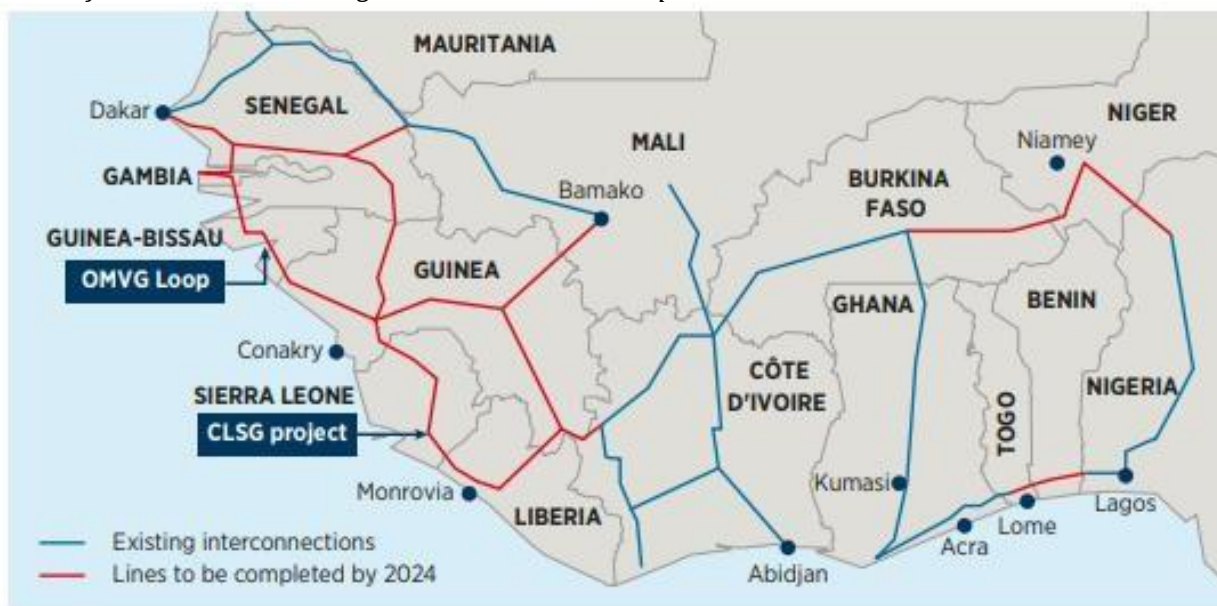 MAURITANIA
Dakar
SENEGAL
NIGER
MALI
Niamey
GAMBIA
Bamako
BURKINA
FASO
GUINEA-BISSAU
OMVG Loop
GUINEA
GHANA
BENIN
Conakry
CÔTE
D'IVOIRE
SIERRA LEONE
NIGERIA
CLSG project
TOGO
Kumasi
Monrovia
LIBERIA
Lagos
Lome
Acra
Abidjan
Existing interconnections
Lines to be completed by 2024